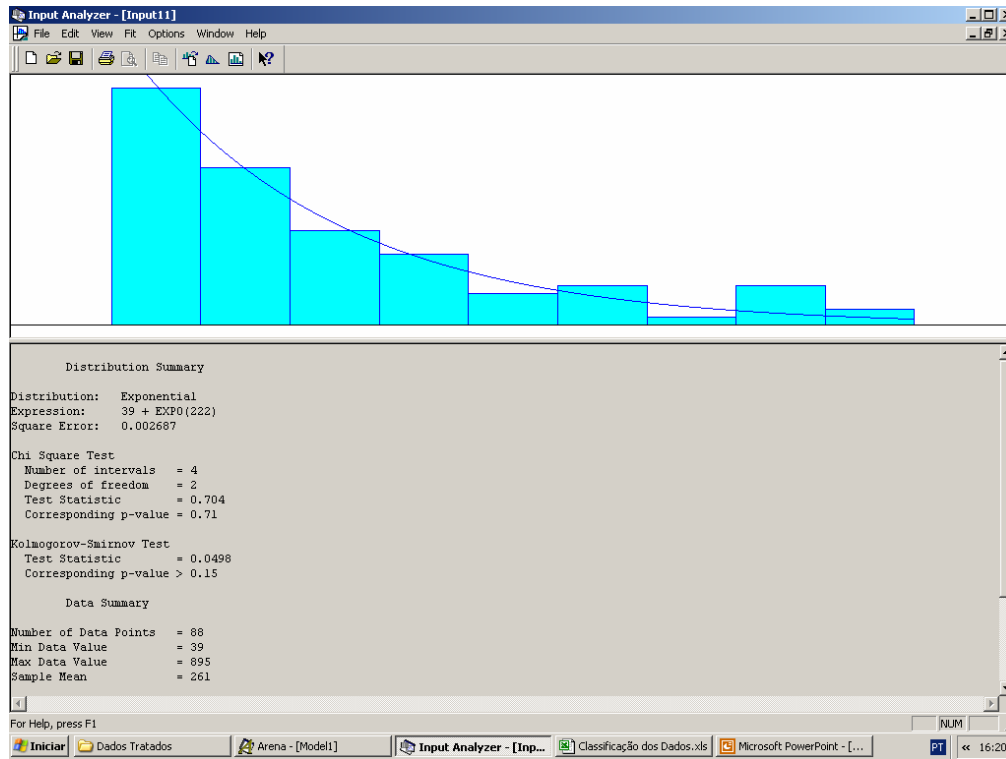 Input Analyzer - [Input11]
File Edit View Fit Options Window Help
Distribution Summary
Distribution: Exponential
Expression: 39 + EXPO(222)
Square Error: 0.002687
Chi Square Test
Number of intervals = 4
Degrees of freedom = 2
Test Statistic = 0.704
Corresponding p-value = 0.71
Kolmogorov-Smirnov Test
Test Statistic = 0.0498
Corresponding p-value > 0.15
Data Summary
Number of Data Points = 88
Min Data Value = 39
Max Data Value = 895
Sample Mean = 261
For Help, press F1
NUM
Iniciar Dados Tratados Arena - [Model1] Input Analyzer - [Inp... Classificação dos Dados.xls Microsoft PowerPoint - [... PT « 16:20